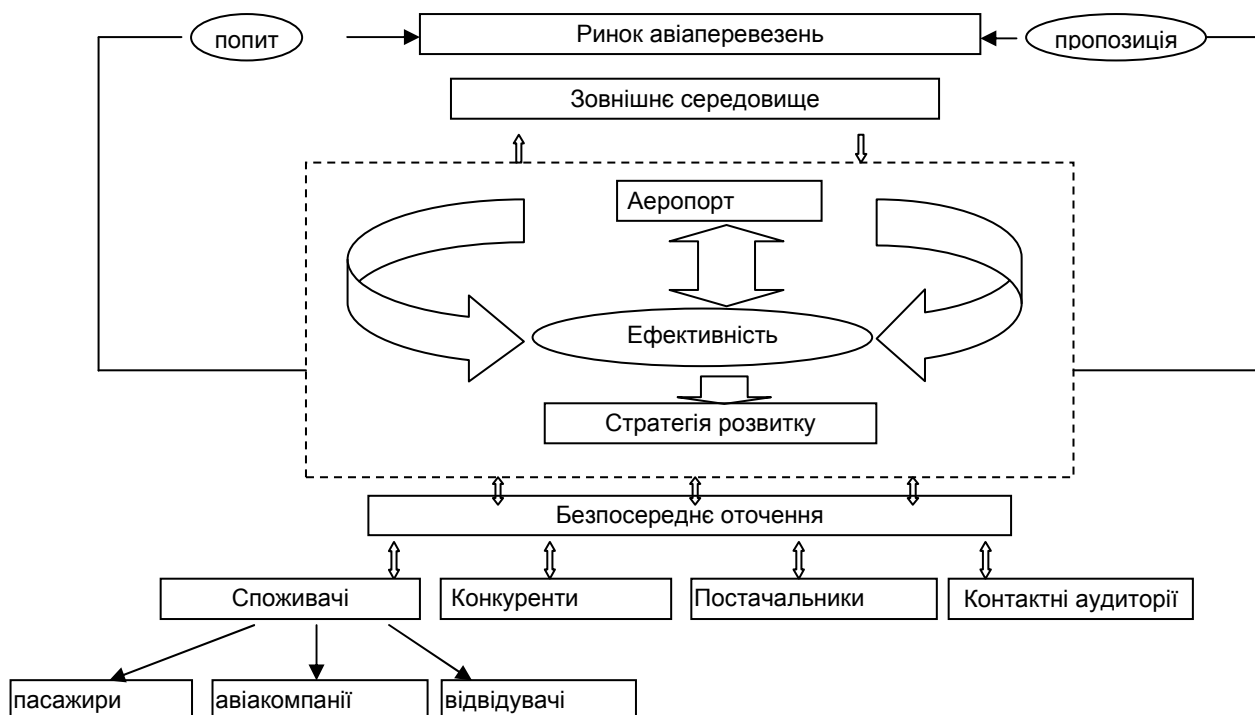 попит
Ринок авіаперевезень
пропозиція
Зовнішнє середовище
Аеропорт
Ефективність
Стратегія розвитку
Безпосереднє оточення
Споживачі
Конкуренти
Постачальники
Контактні аудиторії
пасажири
авіакомпанії
відвідувачі